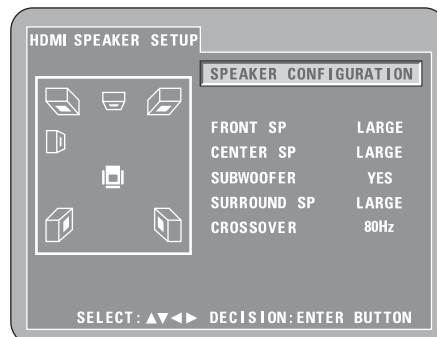 HDMI SPEAKER SETUP
SPEAKER CONFIGURATION
FRONT SP LARGE
CENTER SP LARGE
SUBWOOFER YES
SURROUND SP LARGE
CROSSOVER 80Hz
SELECT: ▲▼◄► DECISION: ENTER BUTTON